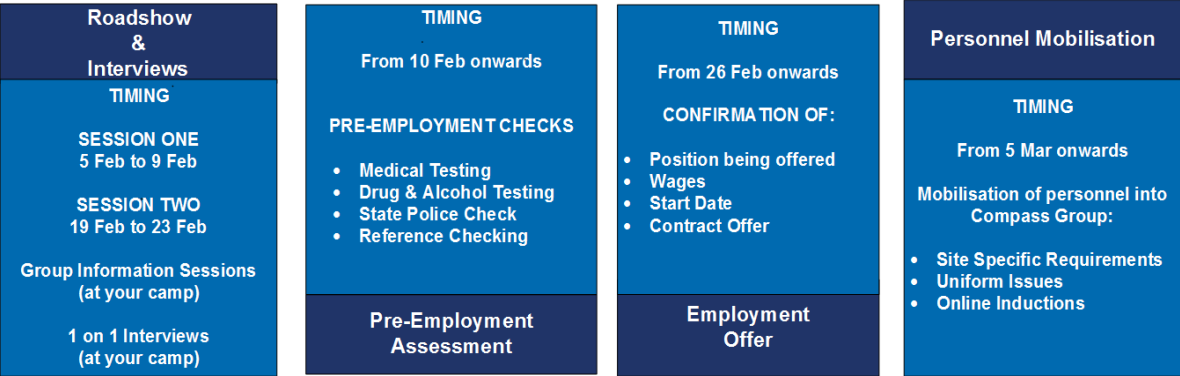 Roadshow
&
Interviews
TIMING
SESSION ONE
5 Feb to 9 Feb
SESSION TWO
19 Feb to 23 Feb
Group Information Sessions
(at your camp)
1 on 1 Interviews
(at your camp)
TIMING
From 10 Feb onwards
PRE-EMPLOYMENT CHECKS
• Medical Testing
• Drug & Alcohol Testing
• State Police Check
• Reference Checking
Pre-Employment
Assessment
TIMING
From 26 Feb onwards
CONFIRMATION OF:
• Position being offered
• Wages
• Start Date
• Contract Offer
Employment
Offer
Personnel Mobilisation
TIMING
From 5 Mar onwards
Mobilisation of personnel into
Compass Group:
• Site Specific Requirements
• Uniform Issues
• Online Inductions